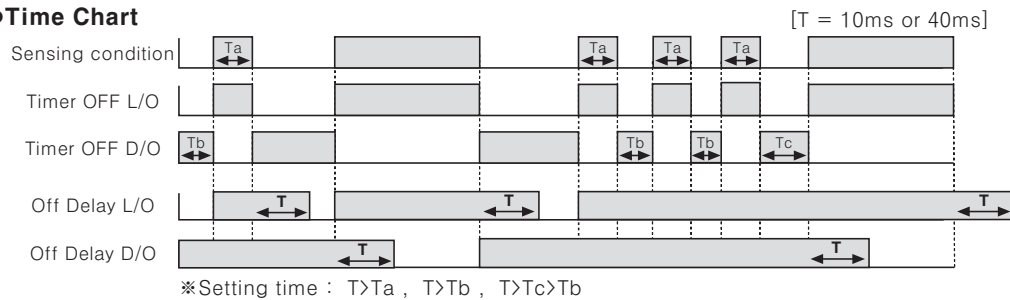 Time Chart [T = 10ms or 40ms]
Sensing condition Ta Ta Ta Ta
Timer OFF L/O
Timer OFF D/O Tb Tb Tb Tc
Off Delay L/O T T T
Off Delay D/O T T
※Setting time : T>Ta , T>Tb , T>Tc>Tb